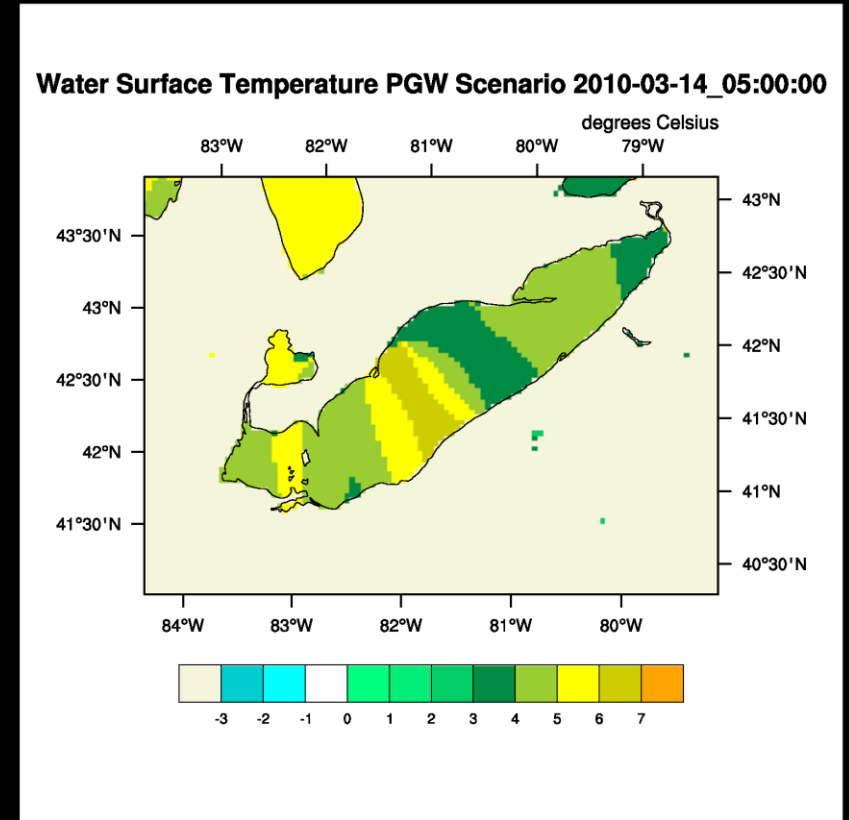 Water Surface Temperature PGW Scenario 2010-03-14_05:00:00
degrees Celsius
83°W 82°W 81°W 80°W 79°W
43°N
43°30'N
42°30'N
43°N
42°N
42°30'N
41°30'N
42°N
41°N
41°30'N
40°30'N
84°W 83°W 82°W 81°W 80°W
-3 -2 -1 0 1 2 3 4 5 6 7